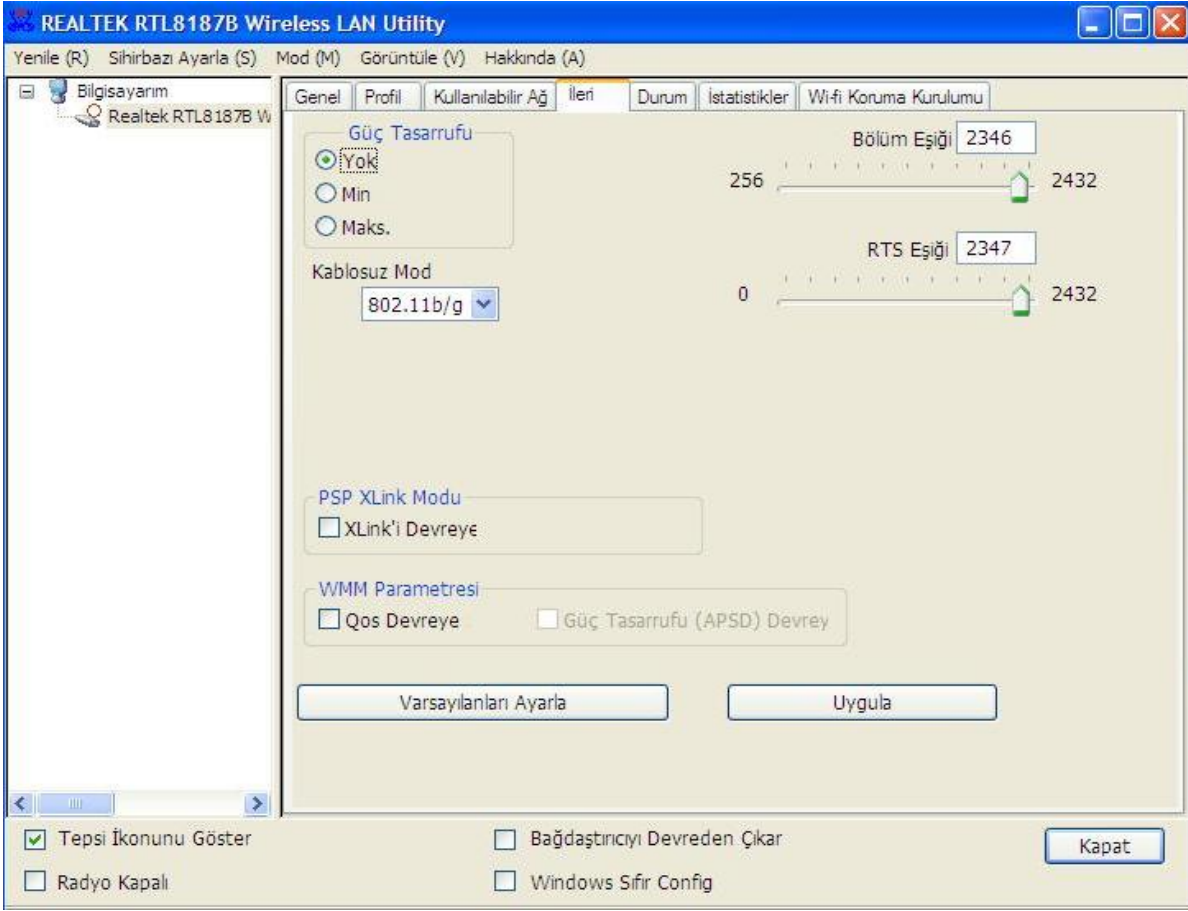 REALTEK RTL8187B Wireless LAN Utility
Yenile (R) Sihirbazı Ayarla (S) Mod (M) Görüntüle (V) Hakkında (A)
Bilgisayarım
Realtek RTL8187B W
Genel Profil Kullanılabilir Ağ İleri Durum İstatistikler Wi-fi Koruma Kurulumu
Güç Tasarrufu
Yok
Min
Maks.
Kablosuz Mod
802.11b/g
Bölüm Eşiği 2346
256 2432
RTS Eşiği 2347
0 2432
PSP XLink Modu
XLink'i Devreye
WMM Parametresi
Qos Devreye Güç Tasarrufu (APSD) Devrey
Varsayılanları Ayarla Uygula
Tepsi İkonunu Göster Bağdaştırıcıyı Devreden Çıkar Kapat
Radyo Kapalı Windows Sıfır Config